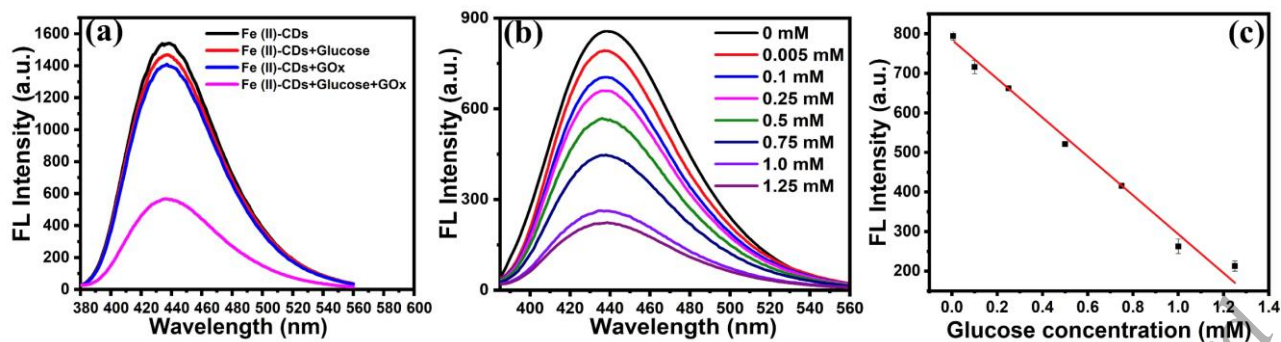 (a)
Fe (II)-CDs
Fe (II)-CDs+Glucose
Fe (II)-CDs+GOx
Fe (II)-CDs+Glucose+GOx
FL Intensity (a.u.)
1600
1400
1200
1000
800
600
400
200
0
380 400 420 440 460 480 500 520 540 560 580 600
Wavelength (nm)
(b)
0 mM
0.005 mM
0.1 mM
0.25 mM
0.5 mM
0.75 mM
1.0 mM
1.25 mM
FL Intensity (a.u.)
900
600
300
0
400 420 440 460 480 500 520 540 560
Wavelength (nm)
(c)
FL Intensity (a.u.)
800
700
600
500
400
300
200
0.0 0.2 0.4 0.6 0.8 1.0 1.2 1.4
Glucose concentration (mM)